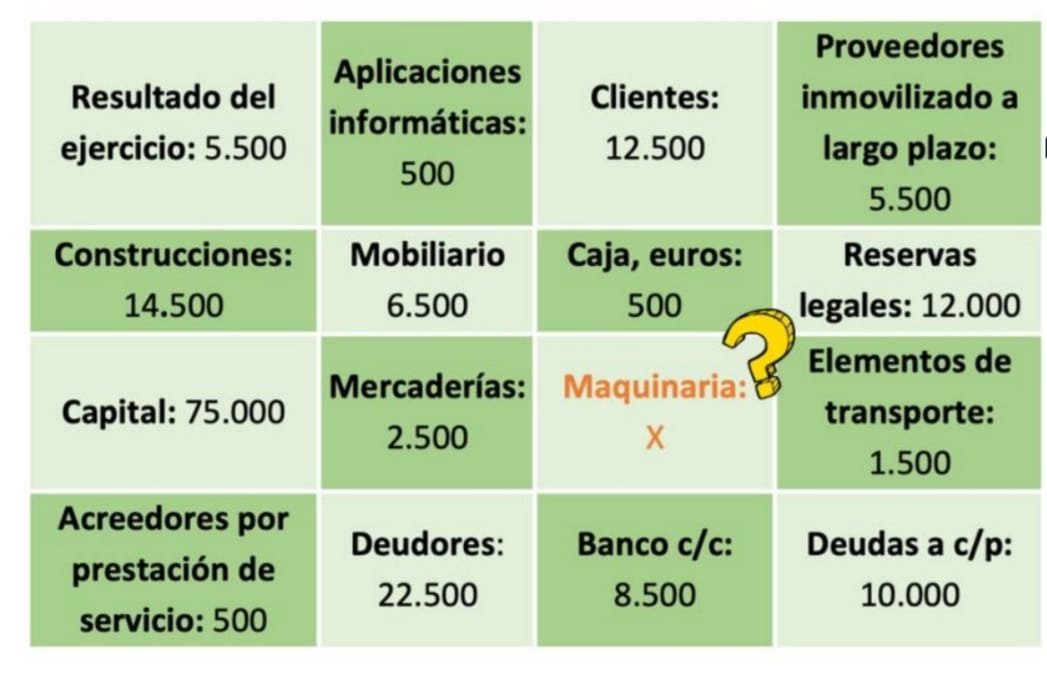 Resultado del
ejercicio: 5.500
Aplicaciones
informáticas:
500
Clientes:
12.500
Proveedores
inmovilizado a
largo plazo:
5.500
Construcciones:
14.500
Mobiliario
6.500
Caja, euros:
500
Reservas
legales: 12.000
Capital: 75.000
Mercaderías:
2.500
Maquinaria:
X
?
Elementos de
transporte:
1.500
Acreedores por
prestación de
servicio: 500
Deudores:
22.500
Banco c/c:
8.500
Deudas a c/p:
10.000